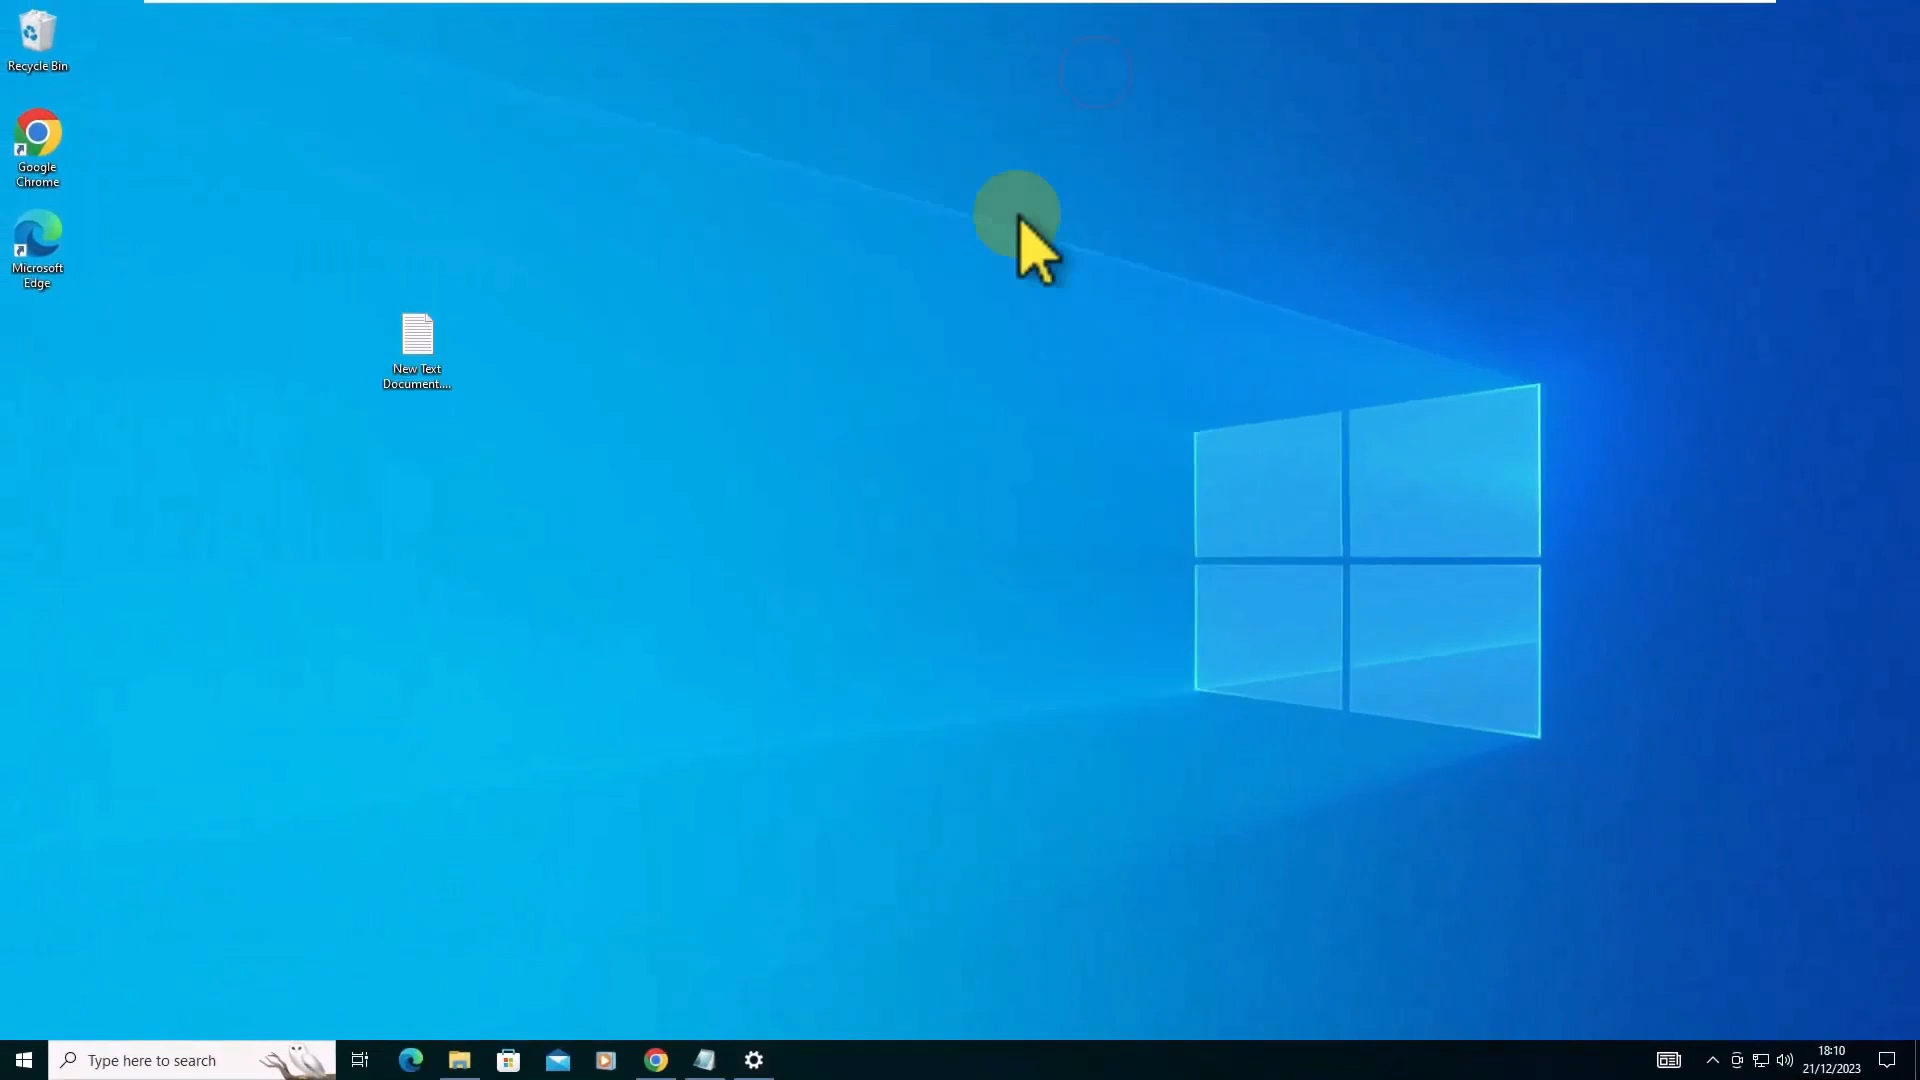 Recycle Bin
Google
Chrome
Microsoft
Edge
New Text
Document....
Type here to search
18:10
21/12/2023